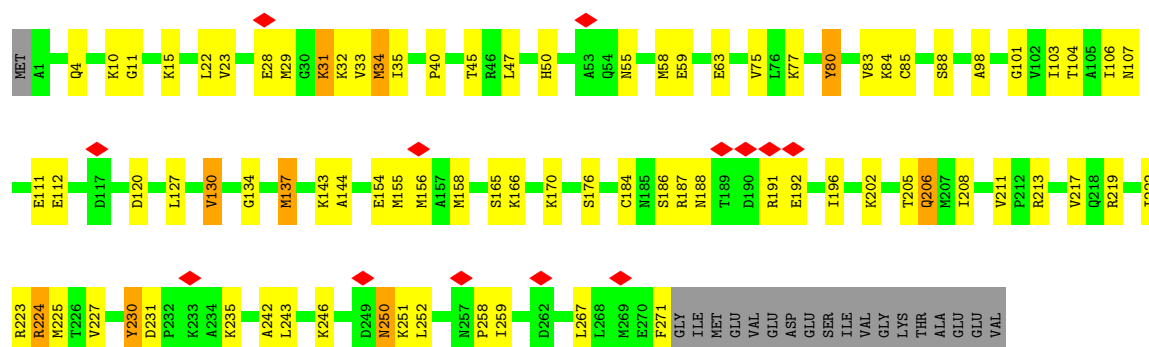 MET A1 Q4 K10 G11 K15 L22 V23 E28 M29 G30 K31 K32 V33 M34 I35 P40 T45 R46 L47 H50 A53 Q54 N55 M58 E59 E63 V75 L76 K77 Y80 V83 K84 C85 S88 A98 G101 V102 I103 T104 A105 I106 N107
E111 E112 D117 D120 L127 V130 G134 M137 K143 A144 E154 M155 M156 A157 M158 S165 K166 K170 S176 C184 N185 S186 R187 N188 T189 D190 R191 E192 I196 K202 T205 Q206 M207 I208 V211 P212 R213 V217 Q218 R219
R223 R224 M225 T226 V227 Y230 D231 P232 K233 A234 K235 A242 L243 K246 D249 N250 K251 L252 N257 P258 I259 D262 L267 L268 M269 E270 F271 GLY ILE MET GLU VAL GLU ASP GLU SER ILE VAL GLY LYS THR ALA GLU GLU VAL